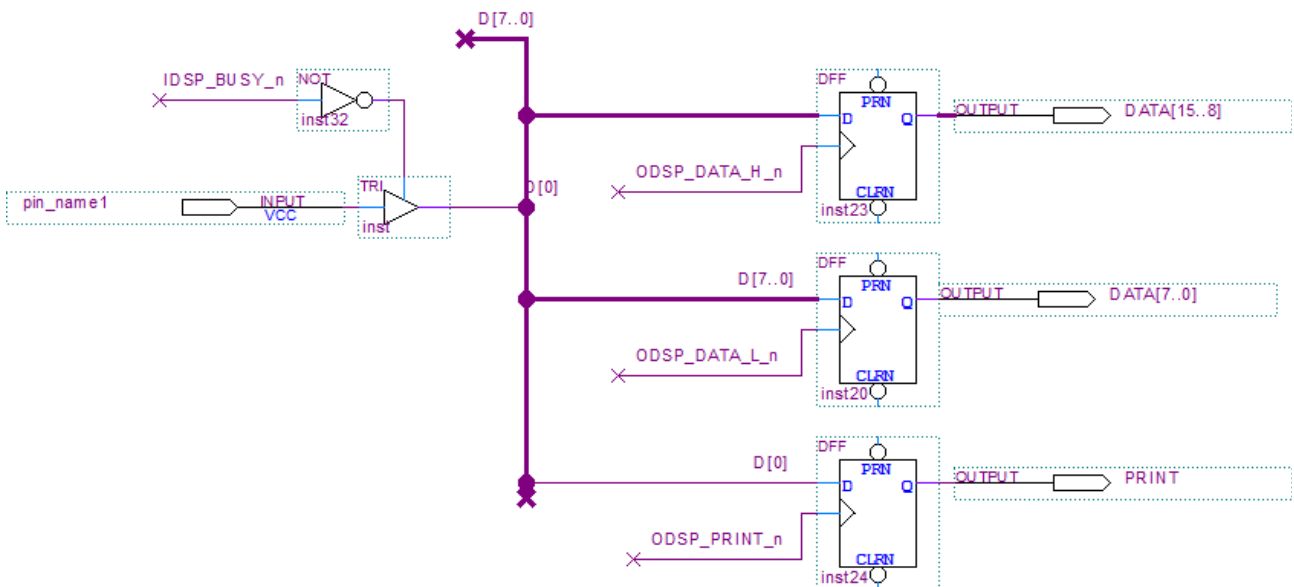 D[7..0]
IDSP_BUSY_n
NOT
inst32
pin_name1
INPUT
VCC
TRI
inst
D[0]
DFF
PRN
D
Q
CLRN
inst23
ODSP_DATA_H_n
OUTPUT
DATA[15..8]
D[7..0]
DFF
PRN
D
Q
CLRN
inst20
ODSP_DATA_L_n
OUTPUT
DATA[7..0]
D[0]
DFF
PRN
D
Q
CLRN
inst24
ODSP_PRINT_n
OUTPUT
PRINT